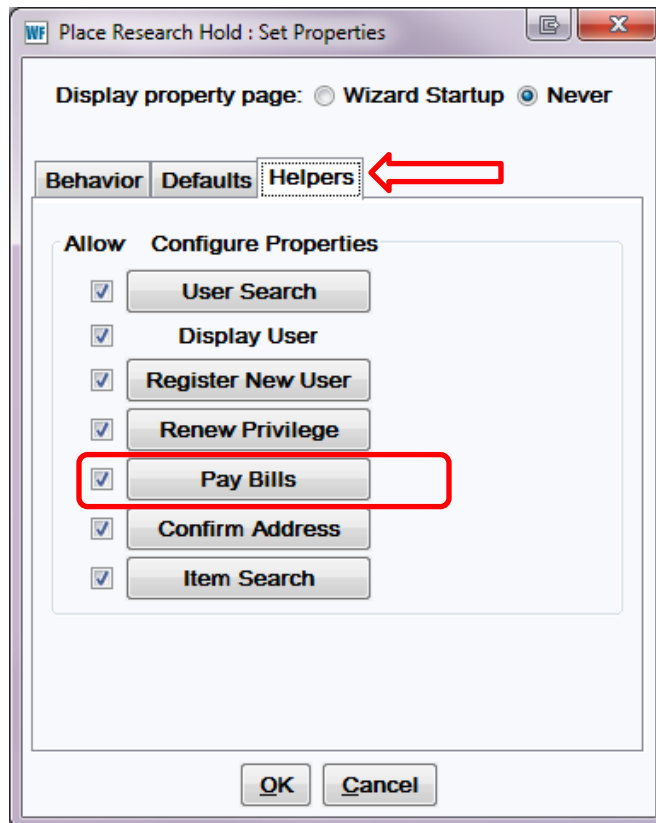 WF Place Research Hold : Set Properties
Display property page: Wizard Startup Never
Behavior Defaults Helpers
Allow Configure Properties
User Search
Display User
Register New User
Renew Privilege
Pay Bills
Confirm Address
Item Search
OK Cancel